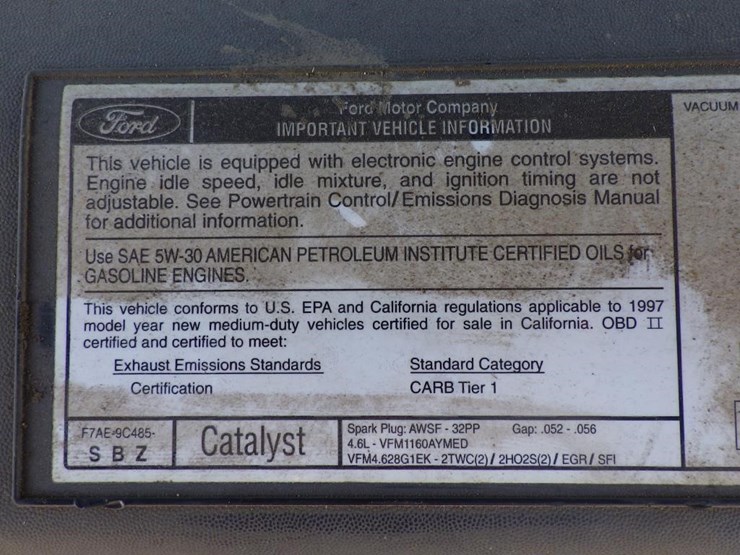 Ford
Ford Motor Company
IMPORTANT VEHICLE INFORMATION
VACUUM
This vehicle is equipped with electronic engine control systems.
Engine idle speed, idle mixture, and ignition timing are not
adjustable. See Powertrain Control/Emissions Diagnosis Manual
for additional information.
Use SAE 5W-30 AMERICAN PETROLEUM INSTITUTE CERTIFIED OILS for
GASOLINE ENGINES.
This vehicle conforms to U.S. EPA and California regulations applicable to 1997
model year new medium-duty vehicles certified for sale in California. OBD II
certified and certified to meet:
Exhaust Emissions Standards Standard Category
Certification CARB Tier 1
F7AE-9C485-
S B Z
Catalyst
Spark Plug: AWSF - 32PP Gap: .052 - .056
4.6L - VFM1160AYMED
VFM4.628G1EK - 2TWC(2) / 2HO2S(2) / EGR / SFI